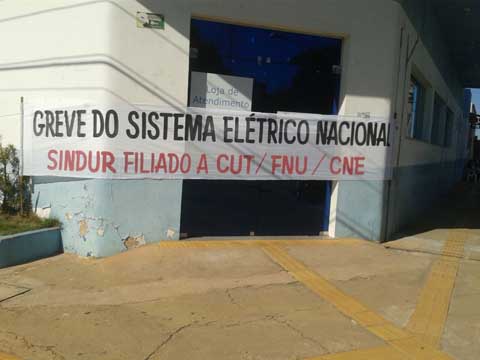 Loja de
Atendimento
GREVE DO SISTEMA ELÉTRICO NACIONAL
SINDUR FILIADO A CUT/FNU/CNE